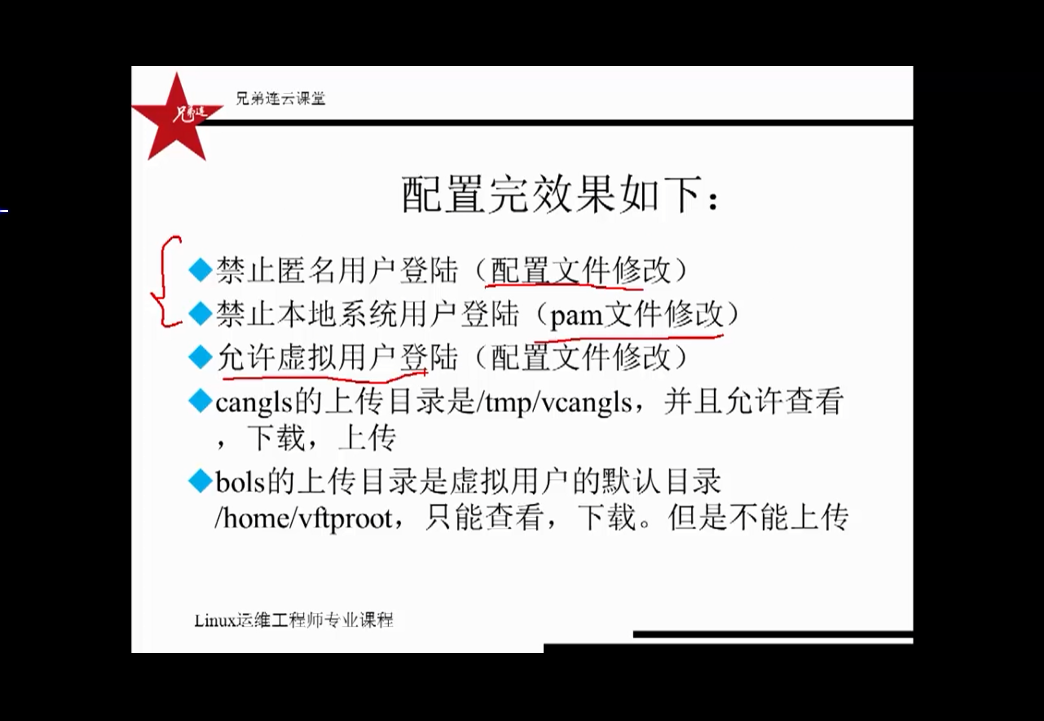 兄弟连
兄弟连云课堂
配置完效果如下：
禁止匿名用户登陆（配置文件修改）
禁止本地系统用户登陆（pam文件修改）
允许虚拟用户登陆（配置文件修改）
cangls的上传目录是/tmp/vcangls，并且允许查看
，下载，上传
bols的上传目录是虚拟用户的默认目录
/home/vftproot，只能查看，下载。但是不能上传
Linux运维工程师专业课程